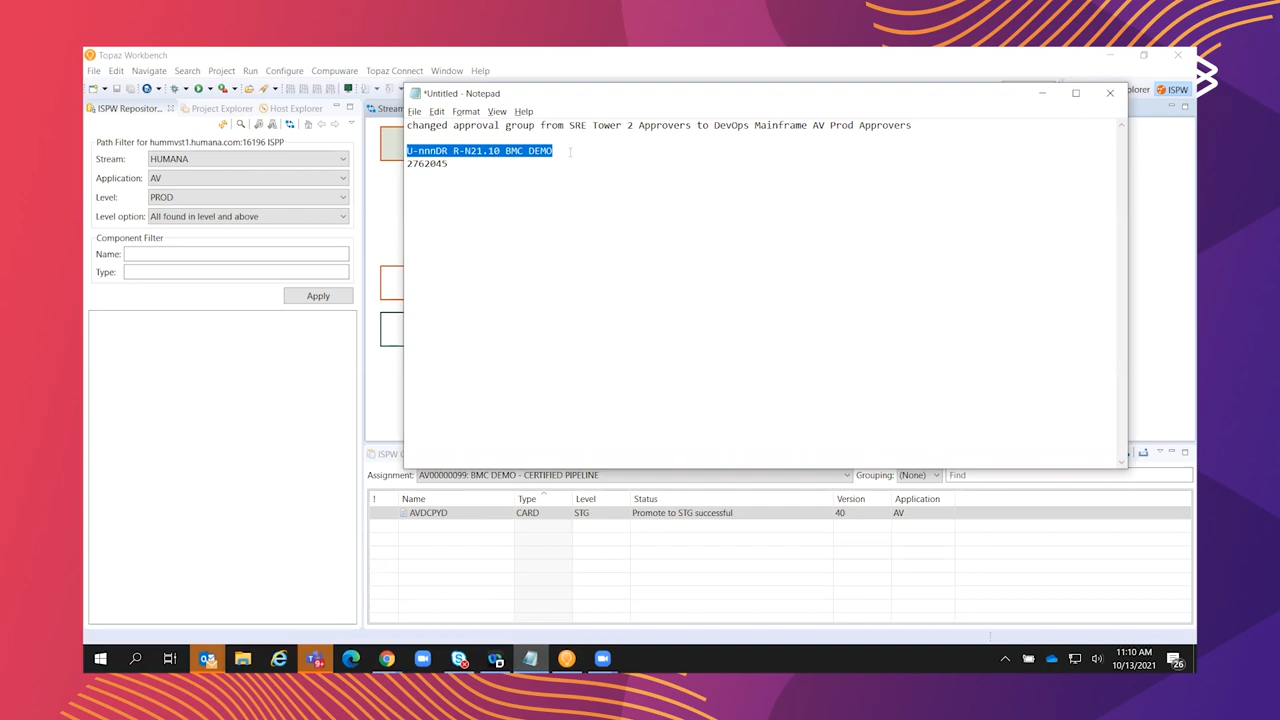 Topaz Workbench
File Edit Navigate Search Project Run Configure Compuware Topaz Connect Window Help
ISPW
ISPW Repositor...
Project Explorer
Host Explorer
Path Filter for humvst1.humana.com:16196 ISPP
Stream: HUMANA
Application: AV
Level: PROD
Level option: All found in level and above
Component Filter
Name:
Type:
Apply
*Untitled - Notepad
File Edit Format View Help
changed approval group from SRE Tower 2 Approvers to DevOps Mainframe AV Prod Approvers
U-nnnDR R-N21.10 BMC DEMO
2762045
Assignment: AV00000099: BMC DEMO - CERTIFIED PIPELINE
Grouping: (None)
Find
! Name Type Level Status Version Application
AVDCPYD CARD STG Promote to STG successful 40 AV
11:10 AM
10/13/2021
26